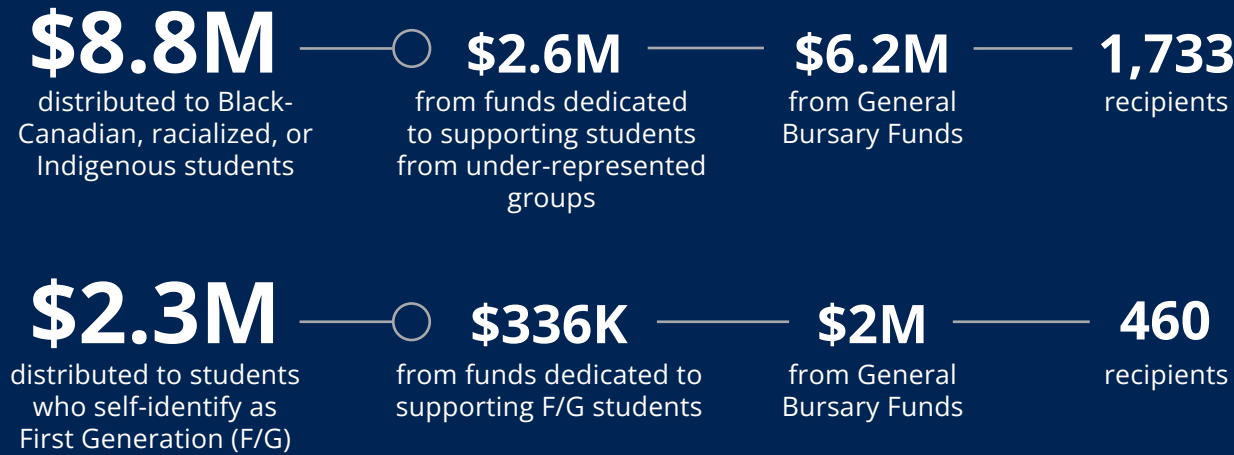 $8.8M
distributed to Black-
Canadian, racialized, or
Indigenous students
$2.6M
from funds dedicated
to supporting students
from under-represented
groups
$6.2M
from General
Bursary Funds
1,733
recipients
$2.3M
distributed to students
who self-identify as
First Generation (F/G)
$336K
from funds dedicated to
supporting F/G students
$2M
from General
Bursary Funds
460
recipients